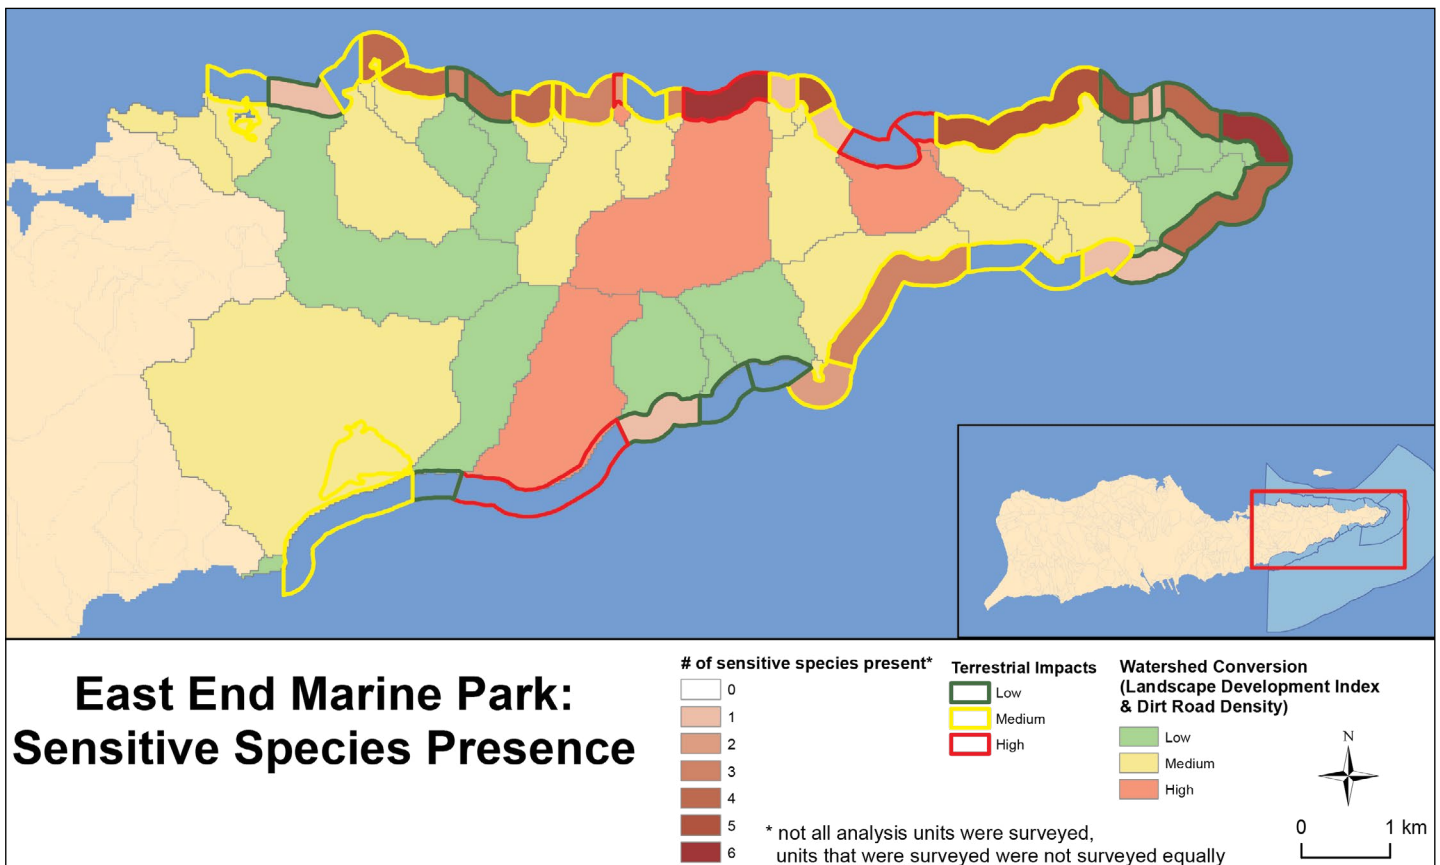 East End Marine Park:
Sensitive Species Presence
# of sensitive species present*
0
1
2
3
4
5
6
Terrestrial Impacts
Low
Medium
High
Watershed Conversion
(Landscape Development Index
& Dirt Road Density)
Low
Medium
High
* not all analysis units were surveyed,
units that were surveyed were not surveyed equally
N
0 1 km